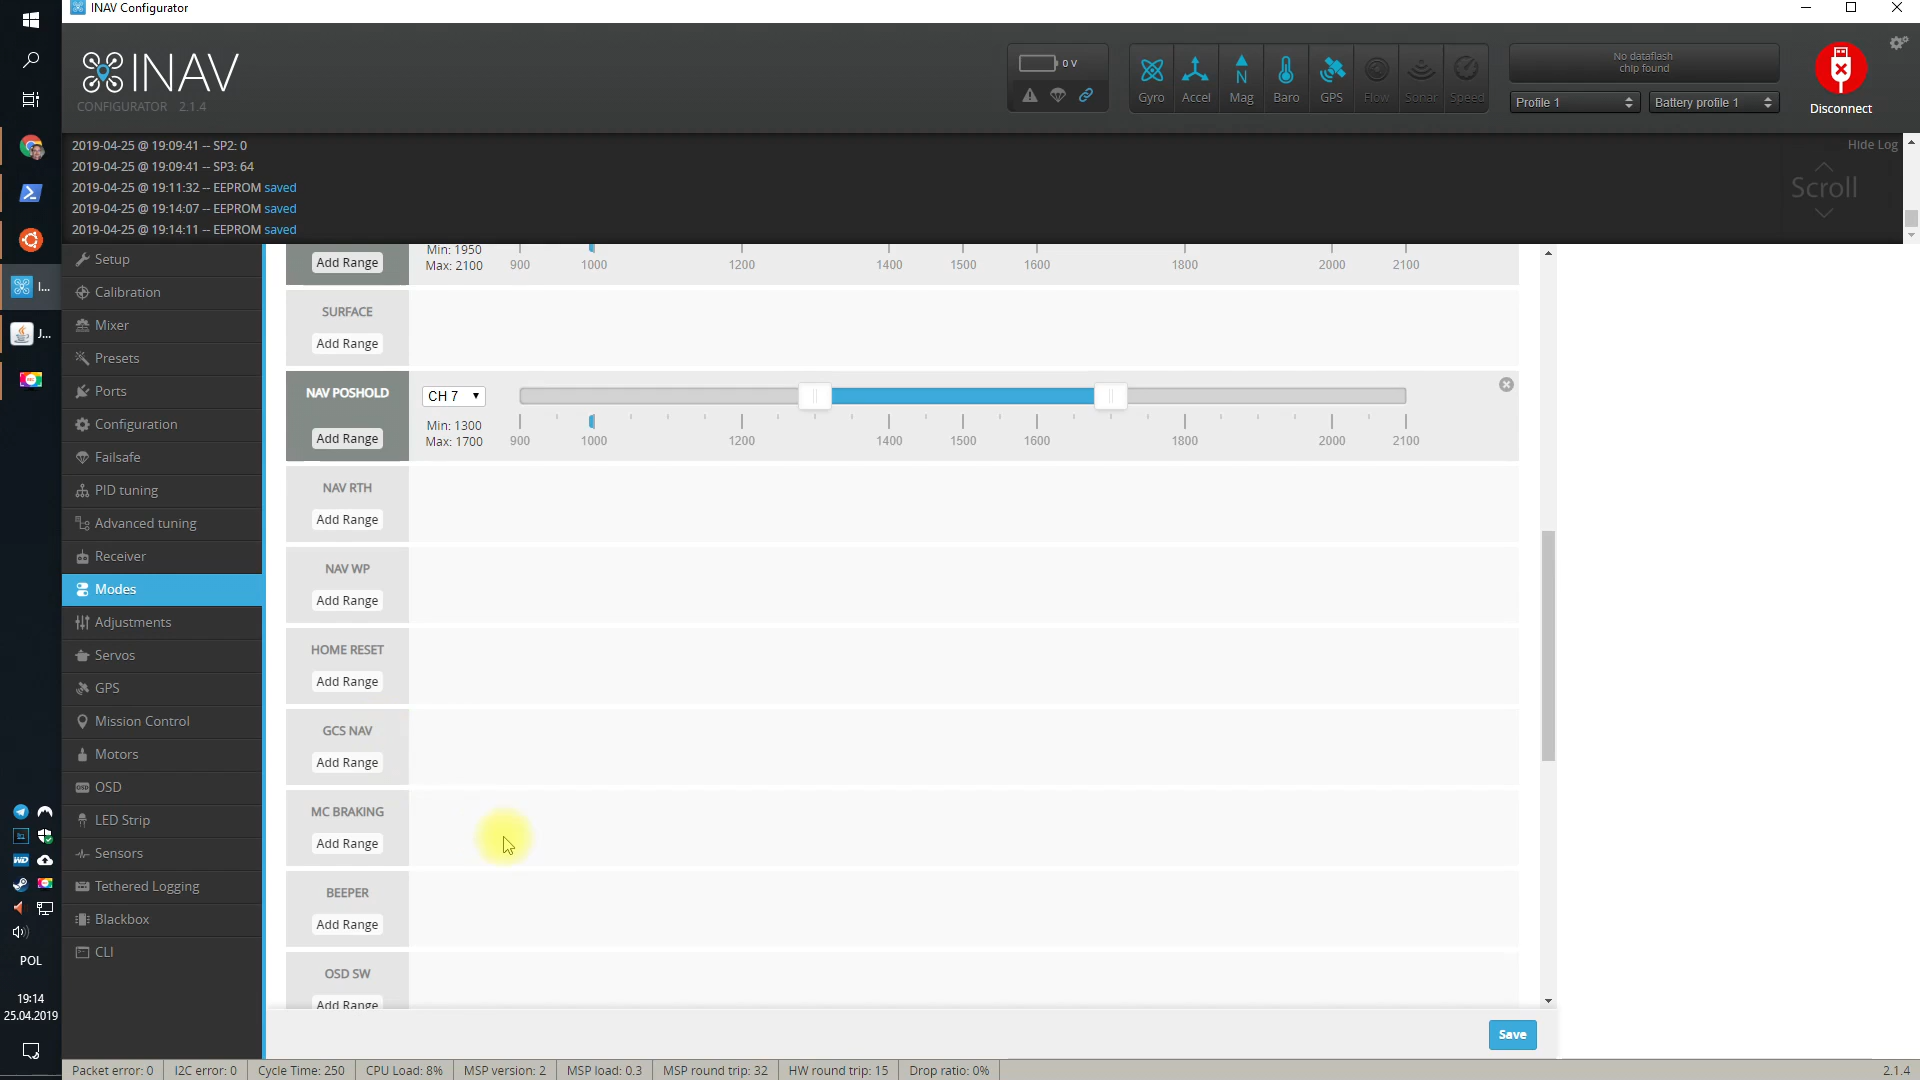 INAV Configurator
INAV
CONFIGURATOR 2.1.4
0 V
Gyro Accel Mag Baro GPS Flow Sonar Speed
No dataflash
chip found
Profile 1
Battery profile 1
Disconnect
2019-04-25 @ 19:09:41 -- SP2: 0
2019-04-25 @ 19:09:41 -- SP3: 64
2019-04-25 @ 19:11:32 -- EEPROM saved
2019-04-25 @ 19:14:07 -- EEPROM saved
2019-04-25 @ 19:14:11 -- EEPROM saved
Hide Log
Scroll
I...
J...
WD
POL
19:14
25.04.2019
Setup
Calibration
Mixer
Presets
Ports
Configuration
Failsafe
PID tuning
Advanced tuning
Receiver
Modes
Adjustments
Servos
GPS
Mission Control
Motors
OSD
LED Strip
Sensors
Tethered Logging
Blackbox
CLI
Add Range
Min: 1950
Max: 2100
900 1000 1200 1400 1500 1600 1800 2000 2100
SURFACE
Add Range
NAV POSHOLD
Add Range
CH 7
Min: 1300
Max: 1700
900 1000 1200 1400 1500 1600 1800 2000 2100
NAV RTH
Add Range
NAV WP
Add Range
HOME RESET
Add Range
GCS NAV
Add Range
MC BRAKING
Add Range
BEEPER
Add Range
OSD SW
Add Range
Save
Packet error: 0 I2C error: 0 Cycle Time: 250 CPU Load: 8% MSP version: 2 MSP load: 0.3 MSP round trip: 32 HW round trip: 15 Drop ratio: 0% 2.1.4